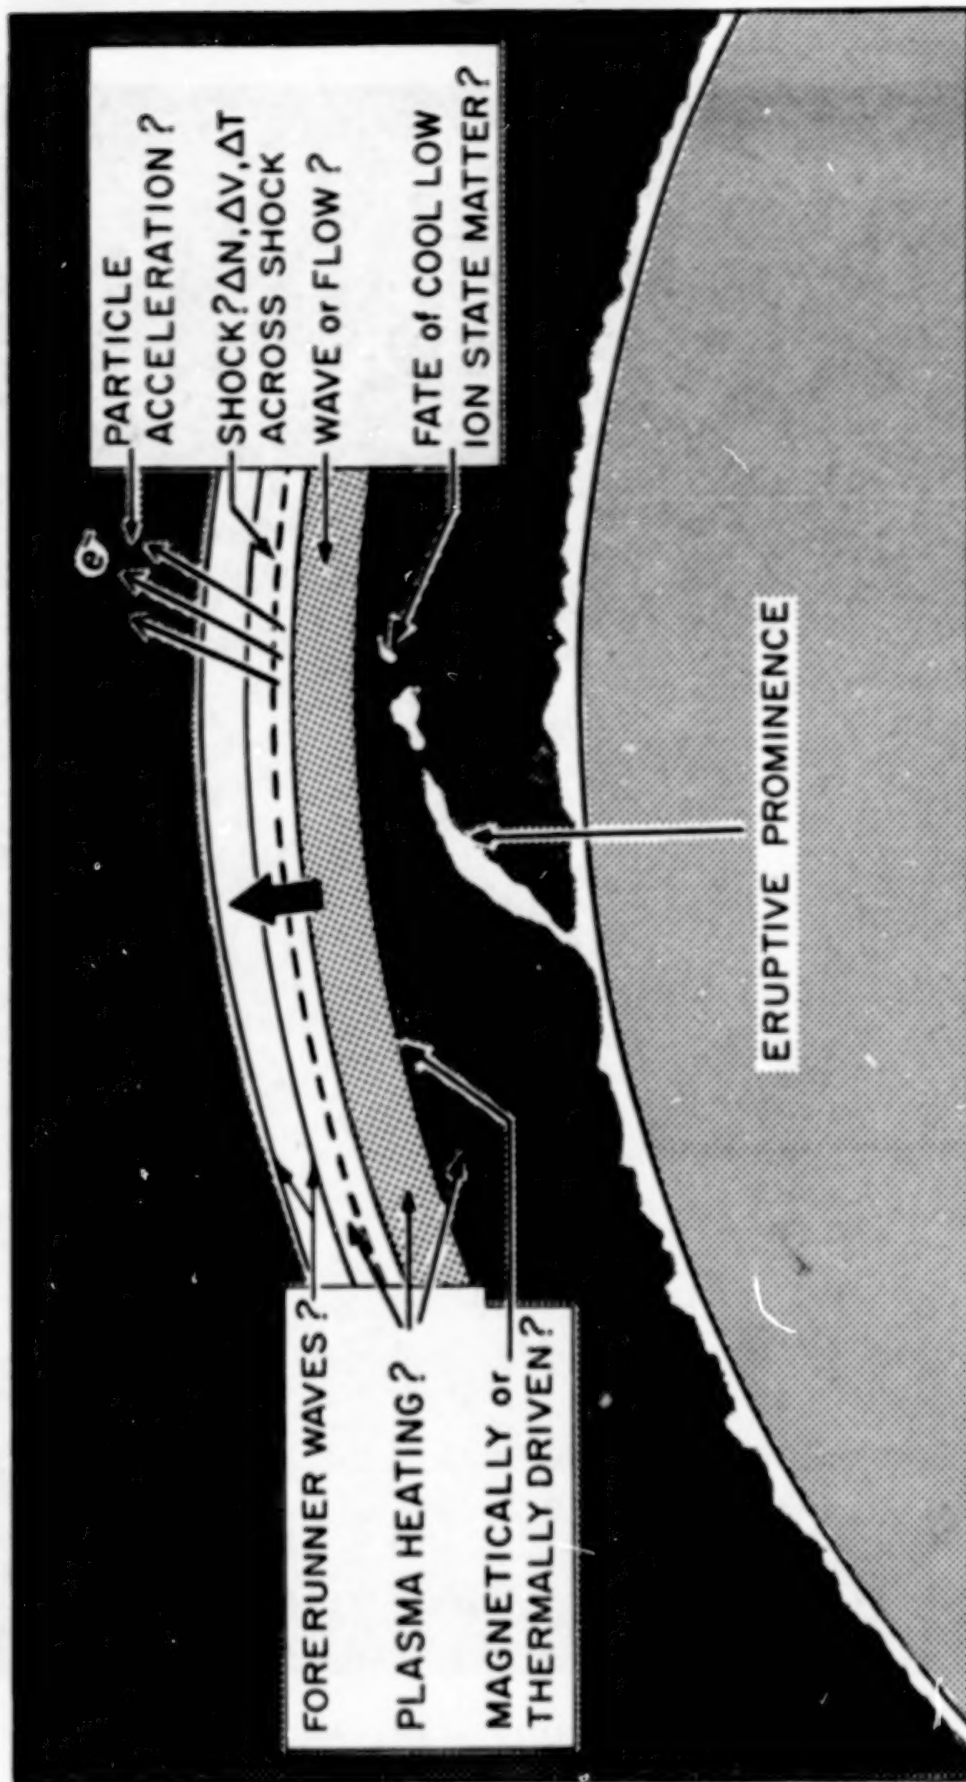 PARTICLE
ACCELERATION?
SHOCK?ΔN,ΔV,ΔT
ACROSS SHOCK
WAVE or FLOW?
FATE of COOL LOW
ION STATE MATTER?
e⁻
FORERUNNER WAVES?
PLASMA HEATING?
MAGNETICALLY or
THERMALLY DRIVEN?
ERUPTIVE PROMINENCE